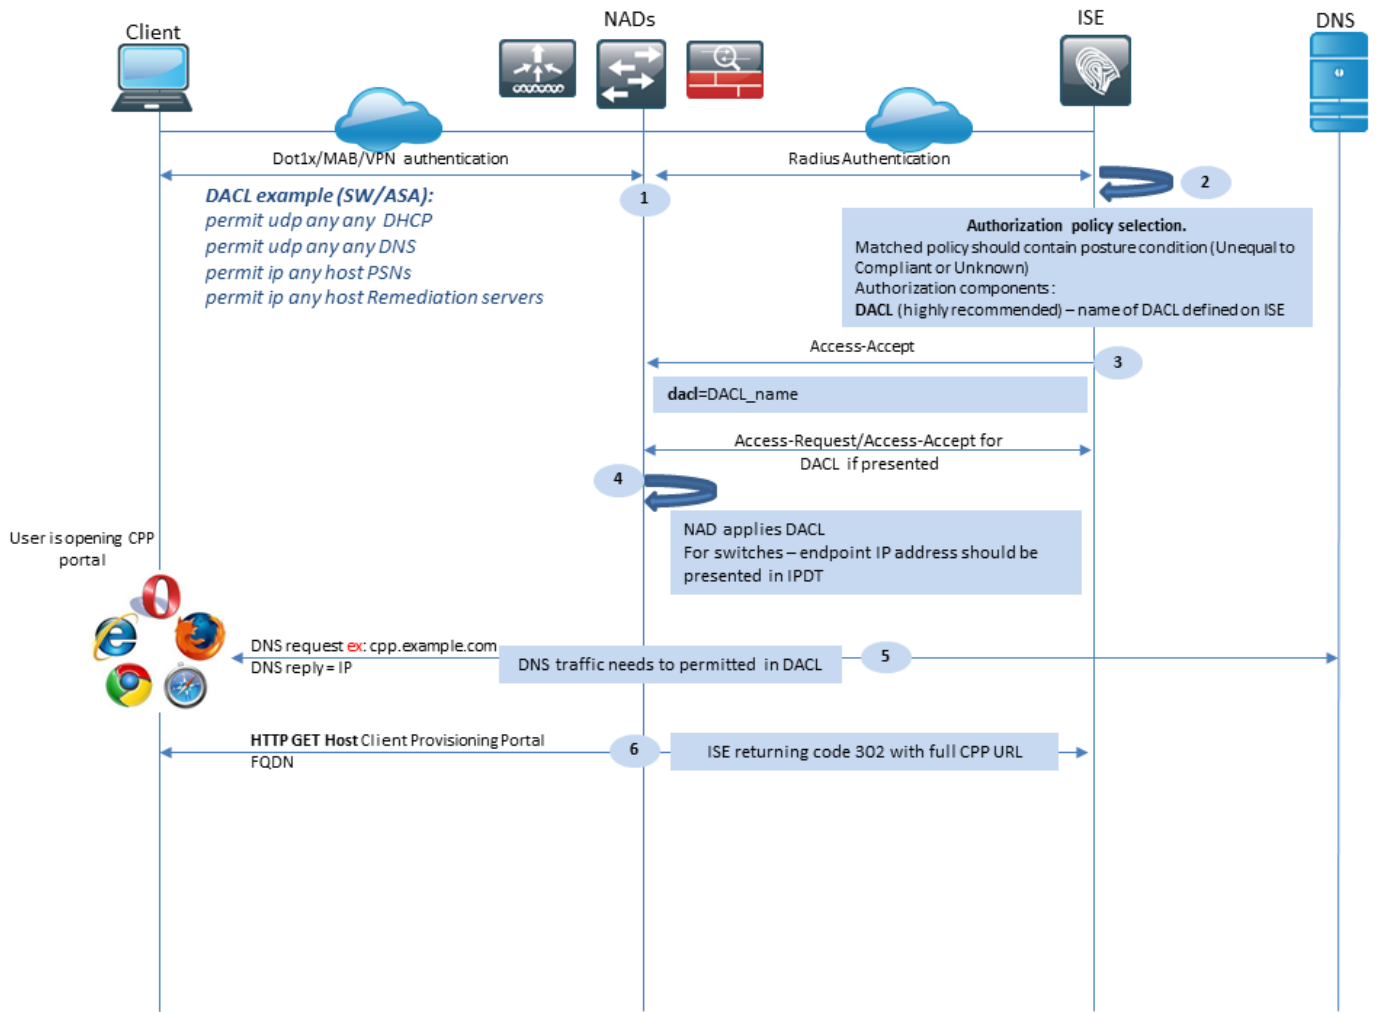 Client
NADs
ISE
DNS
Dot1x/MAB/VPN authentication
Radius Authentication
1
2
DACL example (SW/ASA):
permit udp any any DHCP
permit udp any any DNS
permit ip any host PSNs
permit ip any host Remediation servers
Authorization policy selection.
Matched policy should contain posture condition (Unequal to
Compliant or Unknown)
Authorization components:
DACL (highly recommended) – name of DACL defined on ISE
Access-Accept
3
dacl=DACL_name
Access-Request/Access-Accept for
DACL if presented
4
NAD applies DACL
For switches – endpoint IP address should be
presented in IPDT
User is opening CPP
portal
DNS request ex: cpp.example.com
DNS reply = IP
DNS traffic needs to permitted in DACL
5
HTTP GET Host Client Provisioning Portal
FQDN
6
ISE returning code 302 with full CPP URL